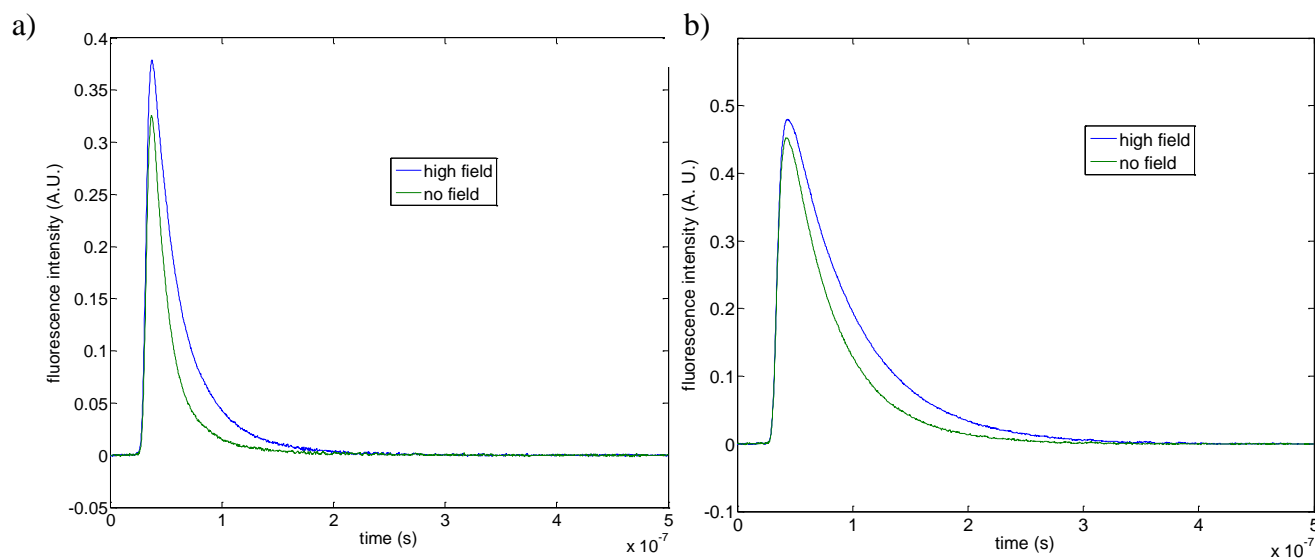 a)
0.4
0.35
0.3
0.25
0.2
0.15
0.1
0.05
0
-0.05
fluorescence intensity (A.U.)
high field
no field
0 1 2 3 4 5
time (s)
x 10-7
b)
0.5
0.4
0.3
0.2
0.1
0
-0.1
fluorescence intensity (A. U.)
high field
no field
0 1 2 3 4 5
time (s)
x 10-7